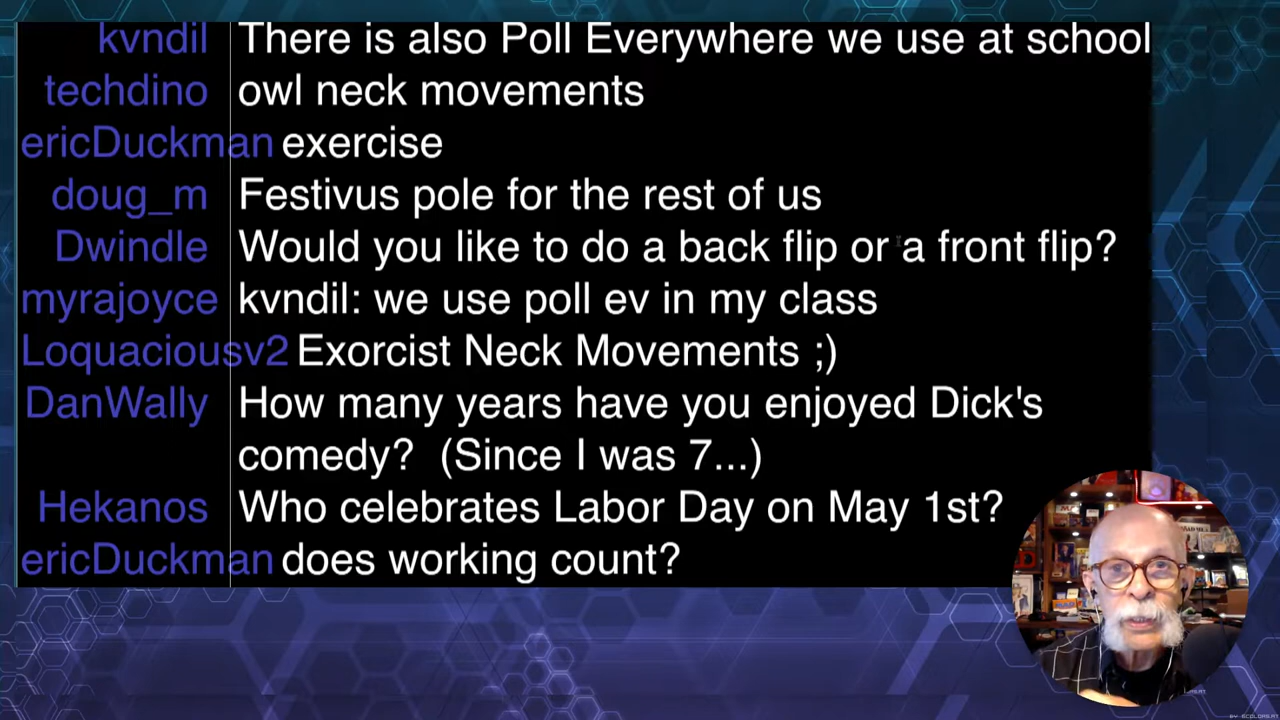 kvndil There is also Poll Everywhere we use at school
techdino owl neck movements
ericDuckman exercise
doug_m Festivus pole for the rest of us
Dwindle Would you like to do a back flip or a front flip?
myrajoyce kvndil: we use poll ev in my class
Loquaciousv2 Exorcist Neck Movements ;)
DanWally How many years have you enjoyed Dick's
comedy? (Since I was 7...)
Hekanos Who celebrates Labor Day on May 1st?
ericDuckman does working count?